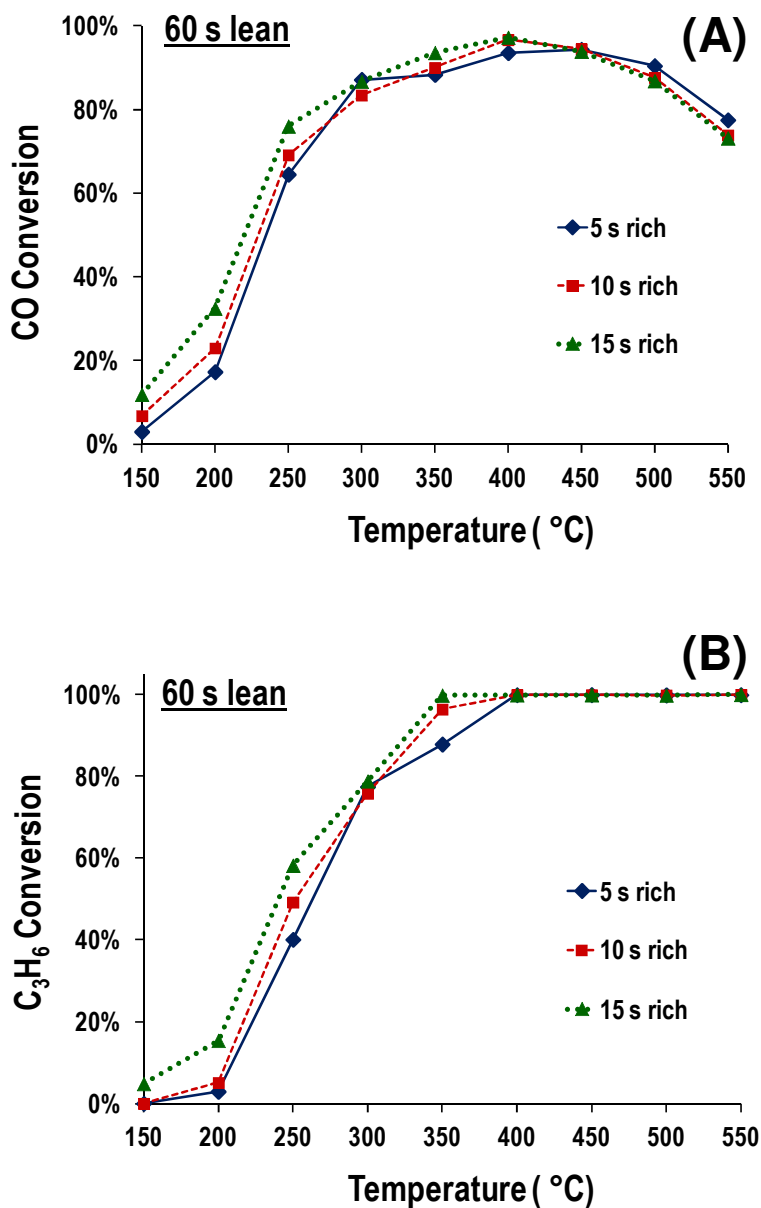 60 s lean
(A)
100%
80%
60%
40%
20%
0%
CO Conversion
5 s rich
10 s rich
15 s rich
150 200 250 300 350 400 450 500 550
Temperature ( °C)
(B)
60 s lean
100%
80%
60%
40%
20%
0%
C₃H₆ Conversion
5 s rich
10 s rich
15 s rich
150 200 250 300 350 400 450 500 550
Temperature ( °C)